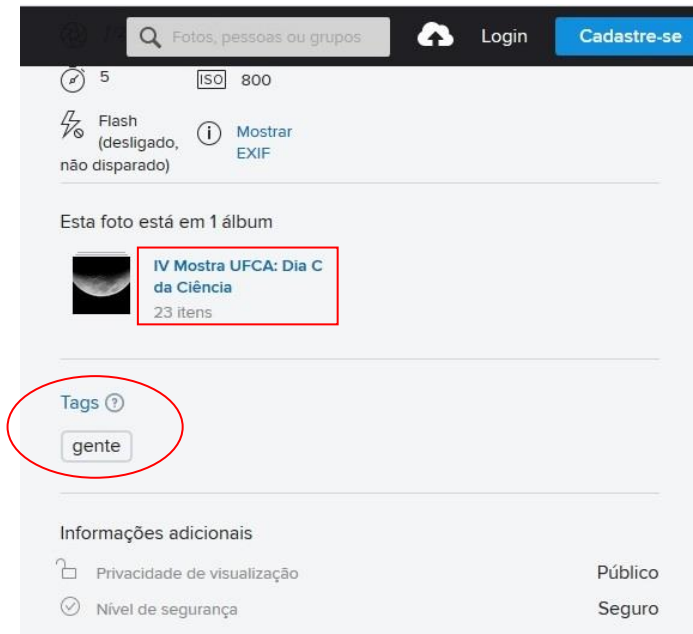 Fotos, pessoas ou grupos Login Cadastre-se
5 ISO 800
Flash
(desligado,
não disparado)
Mostrar
EXIF
Esta foto está em 1 álbum
IV Mostra UFCA: Dia C
da Ciência
23 itens
Tags ?
gente
Informações adicionais
Privacidade de visualização Público
Nível de segurança Seguro